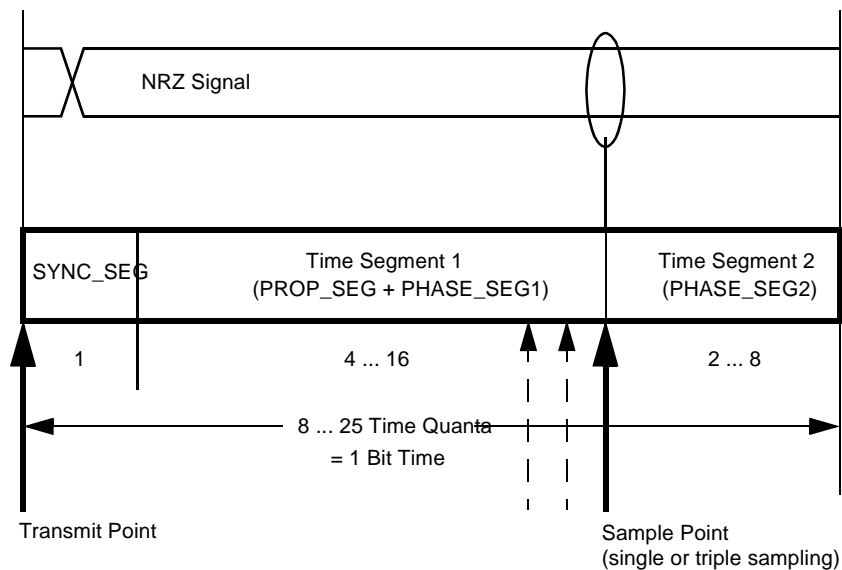 NRZ Signal
SYNC_SEG
Time Segment 1
(PROP_SEG + PHASE_SEG1)
Time Segment 2
(PHASE_SEG2)
1
4 ... 16
2 ... 8
8 ... 25 Time Quanta
= 1 Bit Time
Transmit Point
Sample Point
(single or triple sampling)